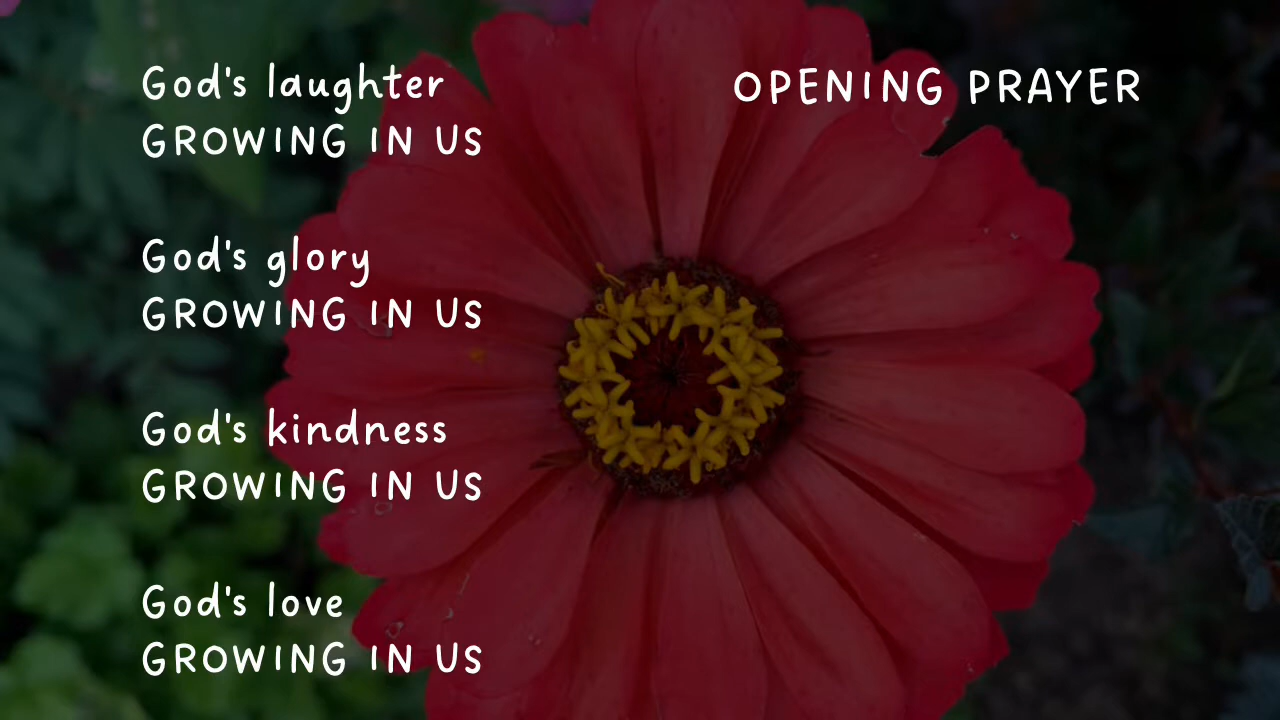 OPENING PRAYER
God's laughter
GROWING IN US
God's glory
GROWING IN US
God's kindness
GROWING IN US
God's love
GROWING IN US